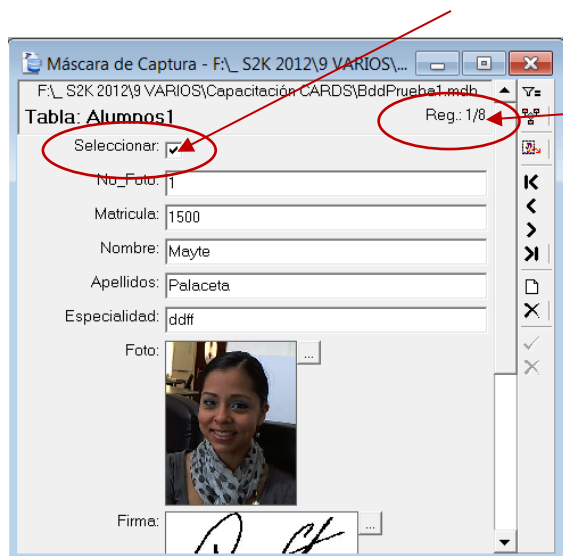 Máscara de Captura - F:\_ S2K 2012\9 VARIOS\...
F:\_ S2K 2012\9 VARIOS\Capacitación CARDS\BddPrueba1.mdb
Tabla: Alumnos1
Reg.: 1/8
Seleccionar:
No_Foto: 1
Matricula: 1500
Nombre: Mayte
Apellidos: Palaceta
Especialidad: ddff
Foto:
...
Firma:
...